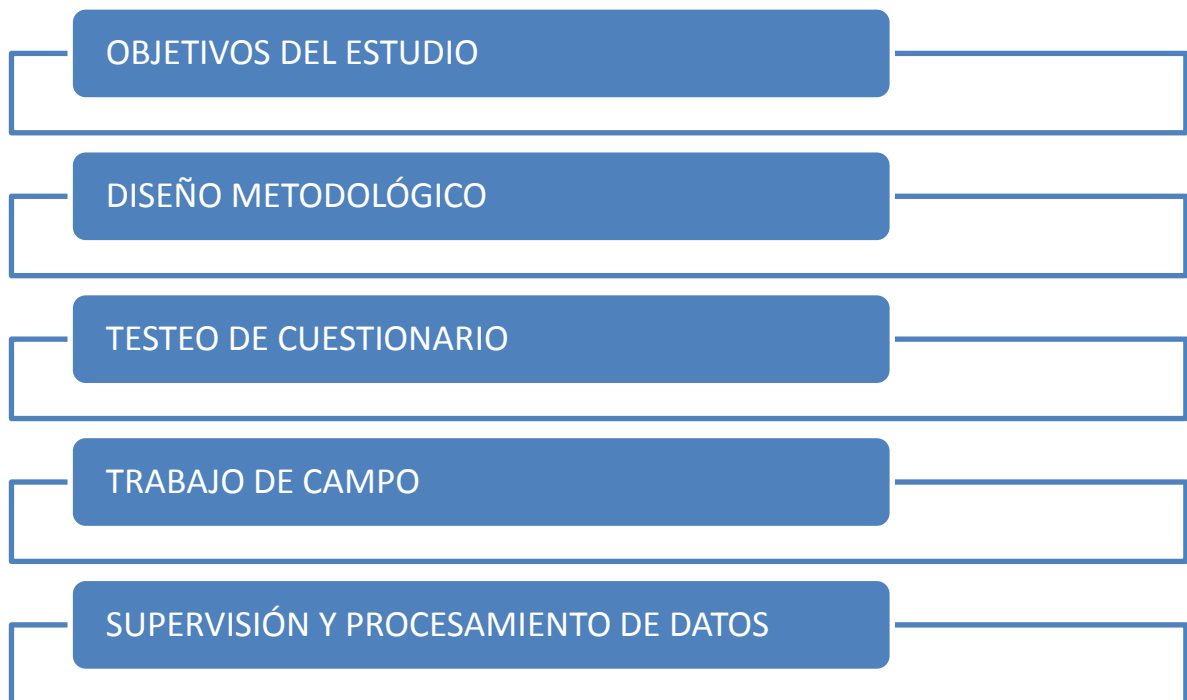 OBJETIVOS DEL ESTUDIO
DISEÑO METODOLÓGICO
TESTEO DE CUESTIONARIO
TRABAJO DE CAMPO
SUPERVISIÓN Y PROCESAMIENTO DE DATOS